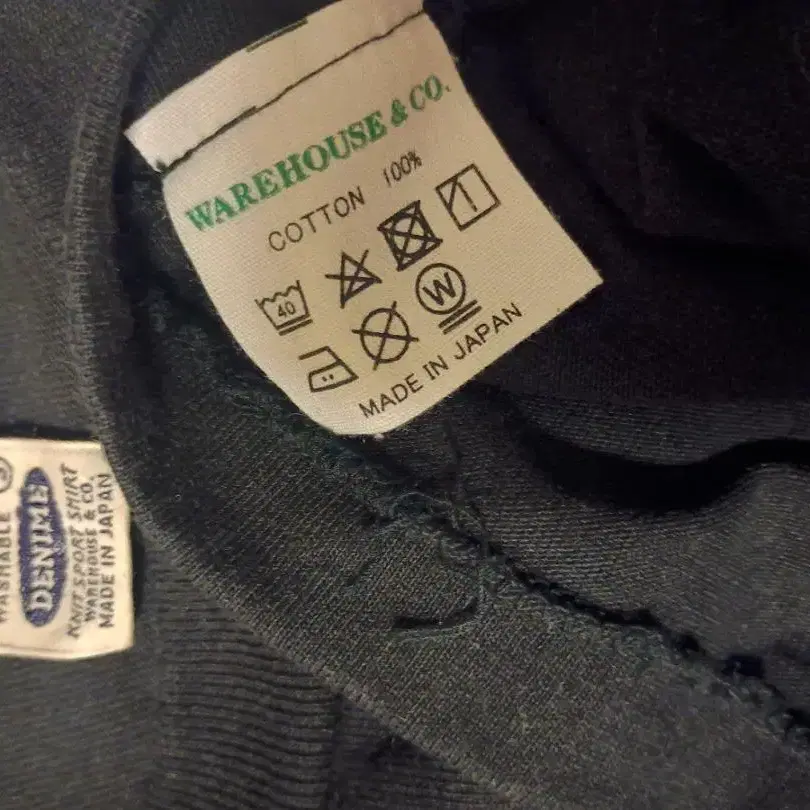 WAREHOUSE & CO.
COTTON 100%
40
W
MADE IN JAPAN
WASHABLE
DENIME
KNIT SPORT SHIRT
WAREHOUSE & CO.
MADE IN JAPAN